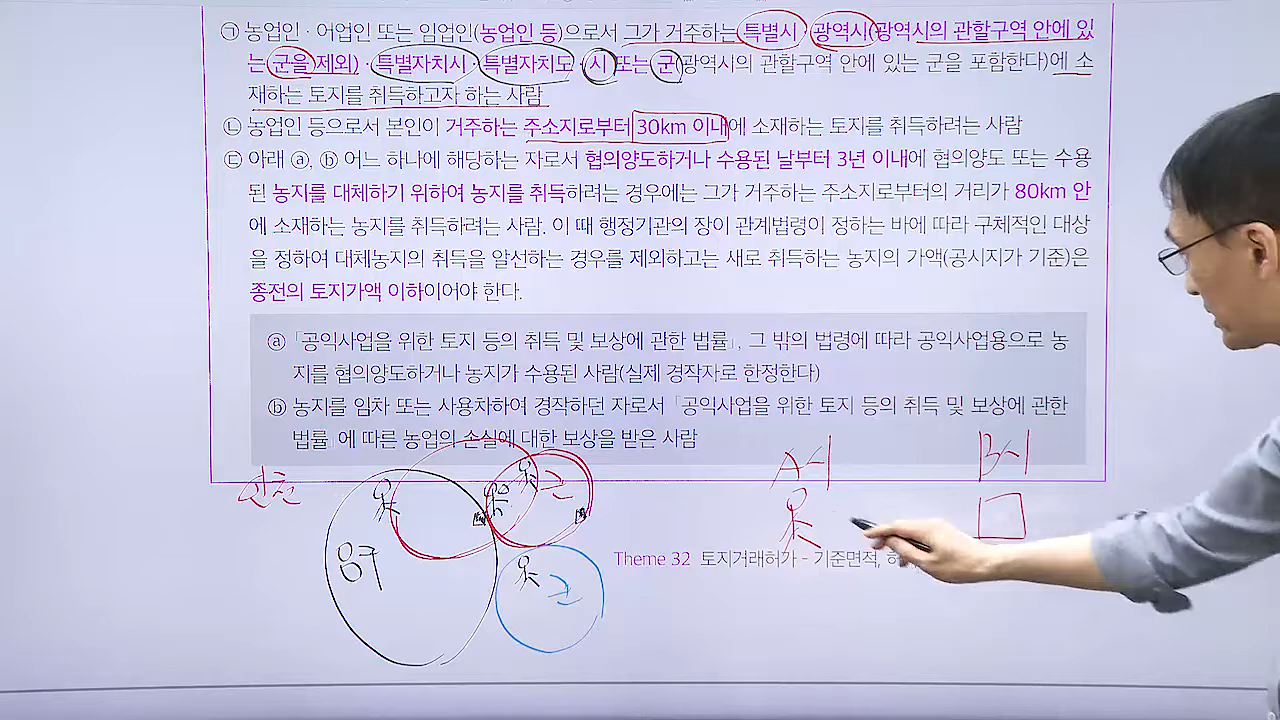 ㉠ 농업인·어업인 또는 임업인(농업인 등)으로서 그가 거주하는 특별시·광역시(광역시의 관할구역 안에 있
는 군을 제외)·특별자치시·특별자치도·시 또는 군(광역시의 관할구역 안에 있는 군을 포함한다)에 소
재하는 토지를 취득하고자 하는 사람
㉡ 농업인 등으로서 본인이 거주하는 주소지로부터 30km 이내에 소재하는 토지를 취득하려는 사람
㉢ 아래 ⓐ, ⓑ 어느 하나에 해당하는 자로서 협의양도하거나 수용된 날부터 3년 이내에 협의양도 또는 수용
된 농지를 대체하기 위하여 농지를 취득하려는 경우에는 그가 거주하는 주소지로부터의 거리가 80km 안
에 소재하는 농지를 취득하려는 사람. 이 때 행정기관의 장이 관계법령이 정하는 바에 따라 구체적인 대상
을 정하여 대체농지의 취득을 알선하는 경우를 제외하고는 새로 취득하는 농지의 가액(공시지가 기준)은
종전의 토지가액 이하이어야 한다.
ⓐ 「공익사업을 위한 토지 등의 취득 및 보상에 관한 법률」, 그 밖의 법령에 따라 공익사업용으로 농
지를 협의양도하거나 농지가 수용된 사람(실제 경작자로 한정한다)
ⓑ 농지를 임차 또는 사용차하여 경작하던 자로서 「공익사업을 위한 토지 등의 취득 및 보상에 관한
법률」에 따른 농업의 손실에 대한 보상을 받은 사람
A시
B시
인천
군
군
Theme 32 토지거래허가 - 기준면적,